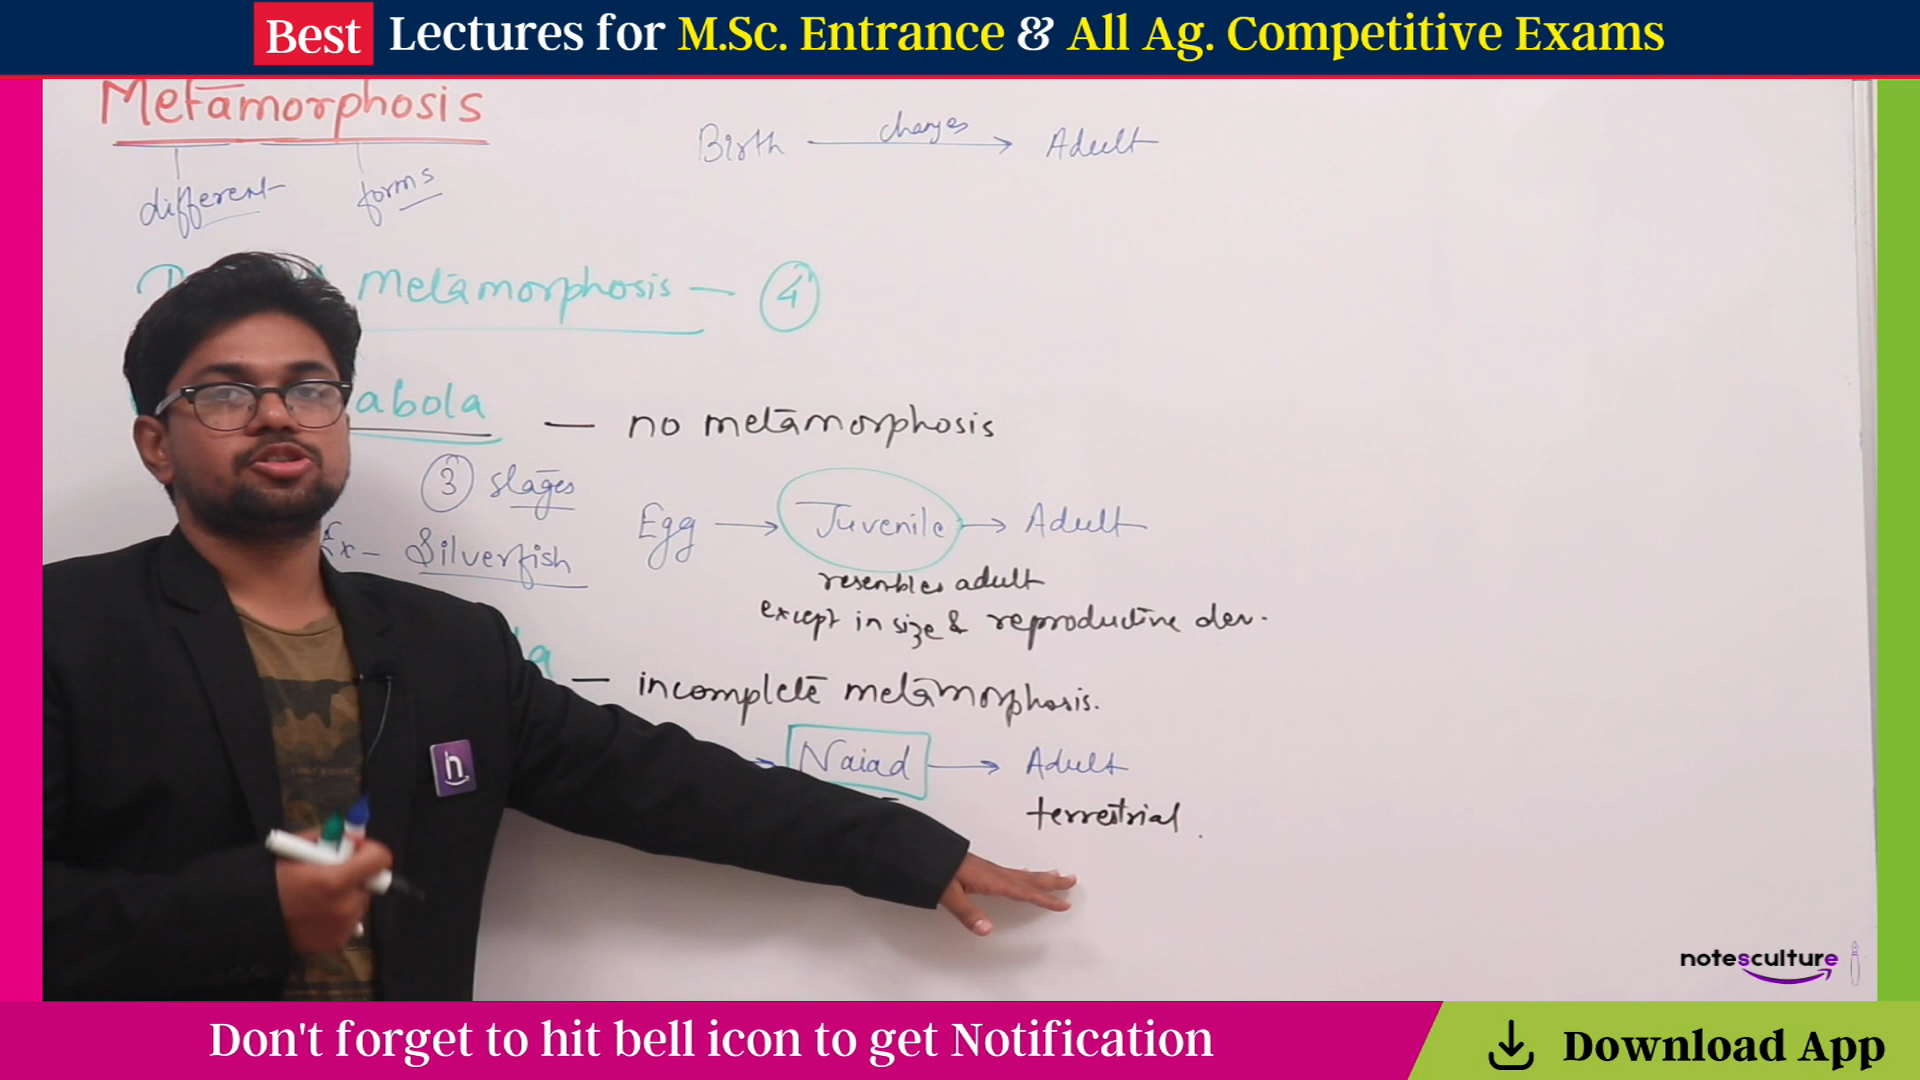 Best Lectures for M.Sc. Entrance & All Ag. Competitive Exams
Metamorphosis
different forms
Birth changes Adult
Metamorphosis - 4
abola - no metamorphosis
3 stages
Egg → Juvenile → Adult
Ex- Silverfish
resembles adult
except in size & reproductive dev.
a - incomplete metamorphosis.
Naiad → Adult
terrestrial.
notesculture
Don't forget to hit bell icon to get Notification
Download App